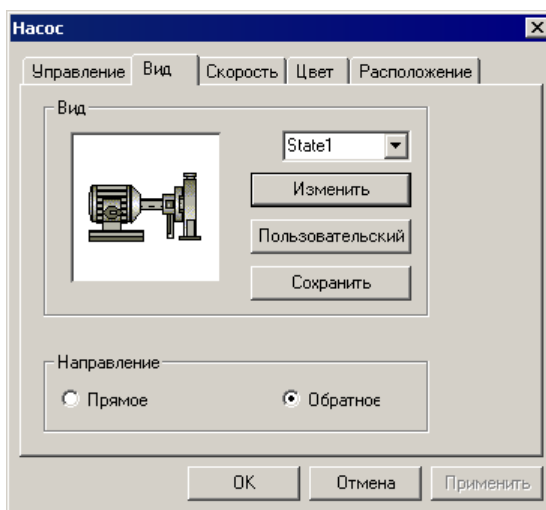 Насос
Управление Вид Скорость Цвет Расположение
Вид
State1
Изменить
Пользовательский
Сохранить
Направление
Прямое Обратное
OK Отмена Применить